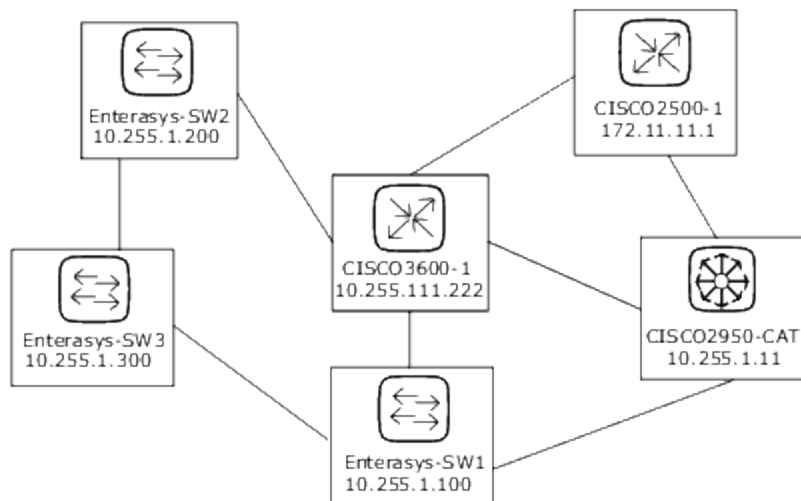 Enterasys-SW2
10.255.1.200
CISCO2500-1
172.11.11.1
CISCO3600-1
10.255.111.222
Enterasys-SW3
10.255.1.300
CISCO2950-CAT
10.255.1.11
Enterasys-SW1
10.255.1.100